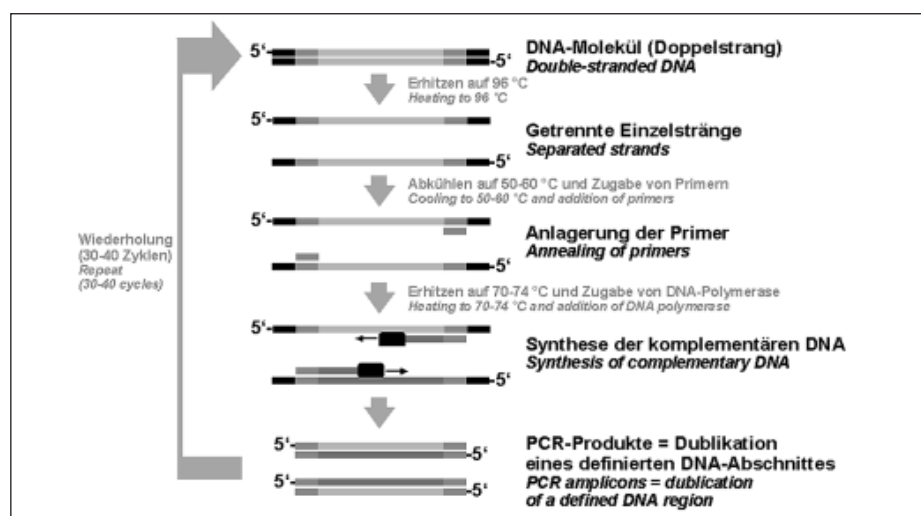 5‘-
-5‘
DNA-Molekül (Doppelstrang)
Double-stranded DNA
Erhitzen auf 96 °C
Heating to 96 °C
5‘-
-5‘
Getrennte Einzelstränge
Separated strands
Abkühlen auf 50-60 °C und Zugabe von Primern
Cooling to 50-60 °C and addition of primers
5‘-
-5‘
Anlagerung der Primer
Annealing of primers
Wiederholung
(30-40 Zyklen)
Repeat
(30-40 cycles)
Erhitzen auf 70-74 °C und Zugabe von DNA-Polymerase
Heating to 70-74 °C and addition of DNA polymerase
5‘-
-5‘
Synthese der komplementären DNA
Synthesis of complementary DNA
5‘-
-5‘
5‘-
-5‘
PCR-Produkte = Dublikation
eines definierten DNA-Abschnittes
PCR amplicons = dublication
of a defined DNA region